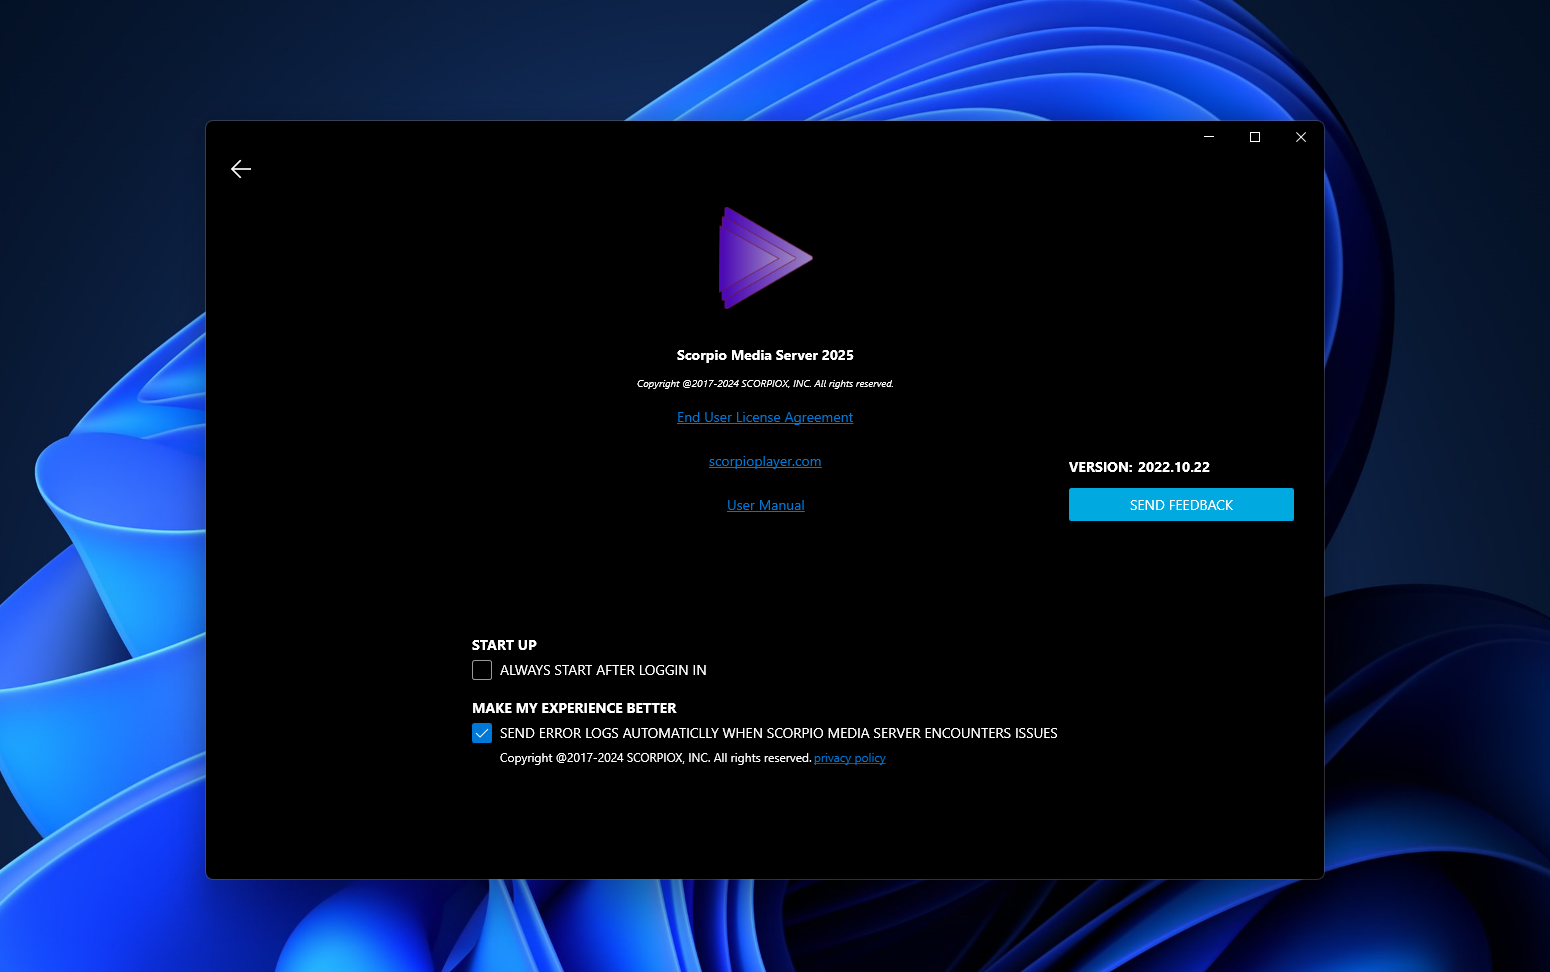 Scorpio Media Server 2025
Copyright @2017-2024 SCORPIOX, INC. All rights reserved.
End User License Agreement
scorpioplayer.com
User Manual
VERSION: 2022.10.22
SEND FEEDBACK
START UP
ALWAYS START AFTER LOGGIN IN
MAKE MY EXPERIENCE BETTER
SEND ERROR LOGS AUTOMATICLLY WHEN SCORPIO MEDIA SERVER ENCOUNTERS ISSUES
Copyright @2017-2024 SCORPIOX, INC. All rights reserved. privacy policy